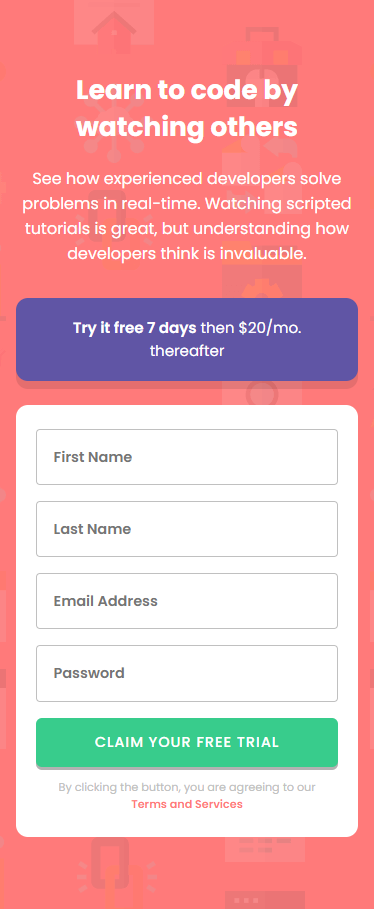 Learn to code by
watching others
See how experienced developers solve
problems in real-time. Watching scripted
tutorials is great, but understanding how
developers think is invaluable.
Try it free 7 days then $20/mo.
thereafter
First Name
Last Name
Email Address
Password
CLAIM YOUR FREE TRIAL
By clicking the button, you are agreeing to our
Terms and Services